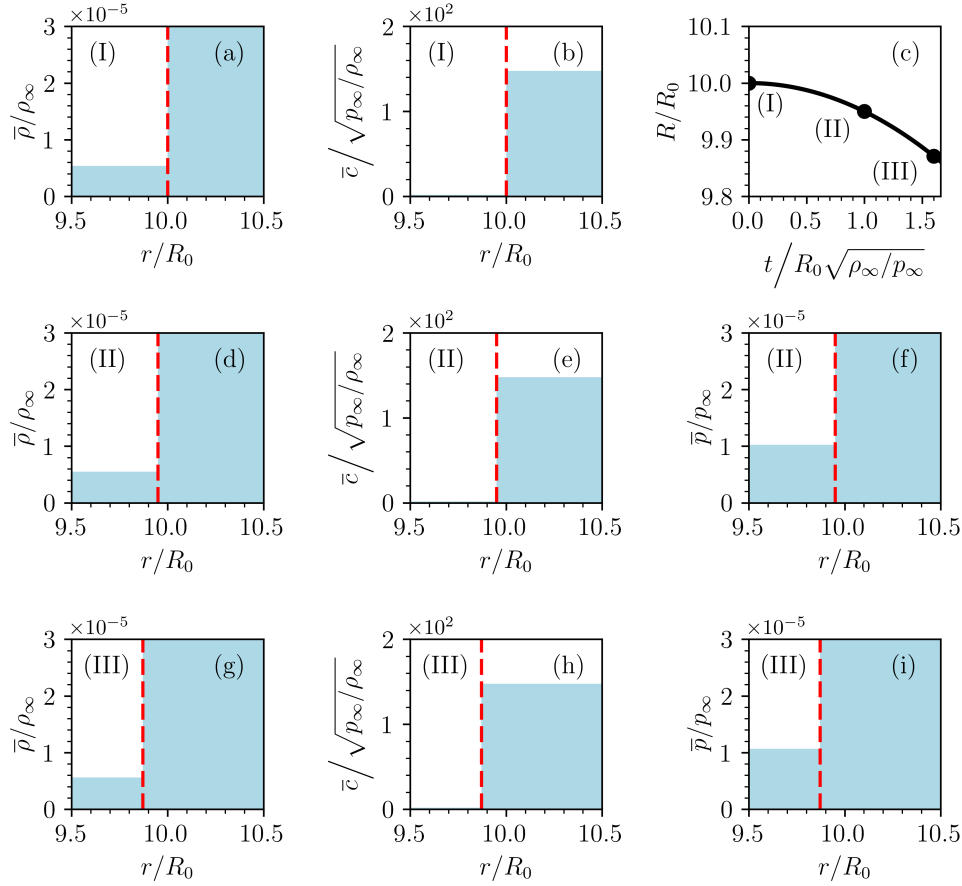 ×10⁻⁵
3
2
1
0
ρ̅/ρ∞
(I)
(a)
9.5 10.0 10.5
r/R₀
×10²
2
1
0
c̅/√p∞/ρ∞
(I)
(b)
9.5 10.0 10.5
r/R₀
10.1
10.0
9.9
9.8
R/R₀
(c)
(I)
(II)
(III)
0.0 0.5 1.0 1.5
t/R₀√ρ∞/p∞
×10⁻⁵
3
2
1
0
ρ̅/ρ∞
(II)
(d)
9.5 10.0 10.5
r/R₀
×10²
2
1
0
c̅/√p∞/ρ∞
(II)
(e)
9.5 10.0 10.5
r/R₀
×10⁻⁵
3
2
1
0
p̅/p∞
(II)
(f)
9.5 10.0 10.5
r/R₀
×10⁻⁵
3
2
1
0
ρ̅/ρ∞
(III)
(g)
9.5 10.0 10.5
r/R₀
×10²
2
1
0
c̅/√p∞/ρ∞
(III)
(h)
9.5 10.0 10.5
r/R₀
×10⁻⁵
3
2
1
0
p̅/p∞
(III)
(i)
9.5 10.0 10.5
r/R₀